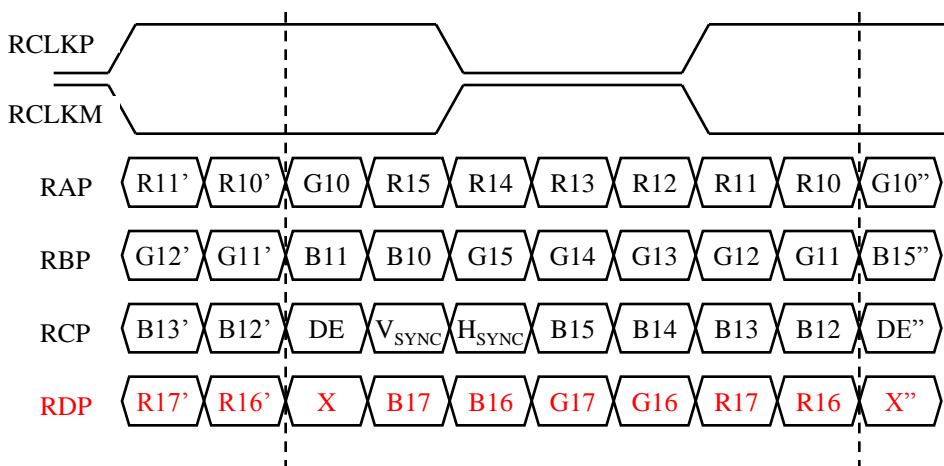 RCLKP
RCLKM
RAP R11’ R10’ G10 R15 R14 R13 R12 R11 R10 G10”
RBP G12’ G11’ B11 B10 G15 G14 G13 G12 G11 B15”
RCP B13’ B12’ DE VSYNC HSYNC B15 B14 B13 B12 DE”
RDP R17’ R16’ X B17 B16 G17 G16 R17 R16 X”